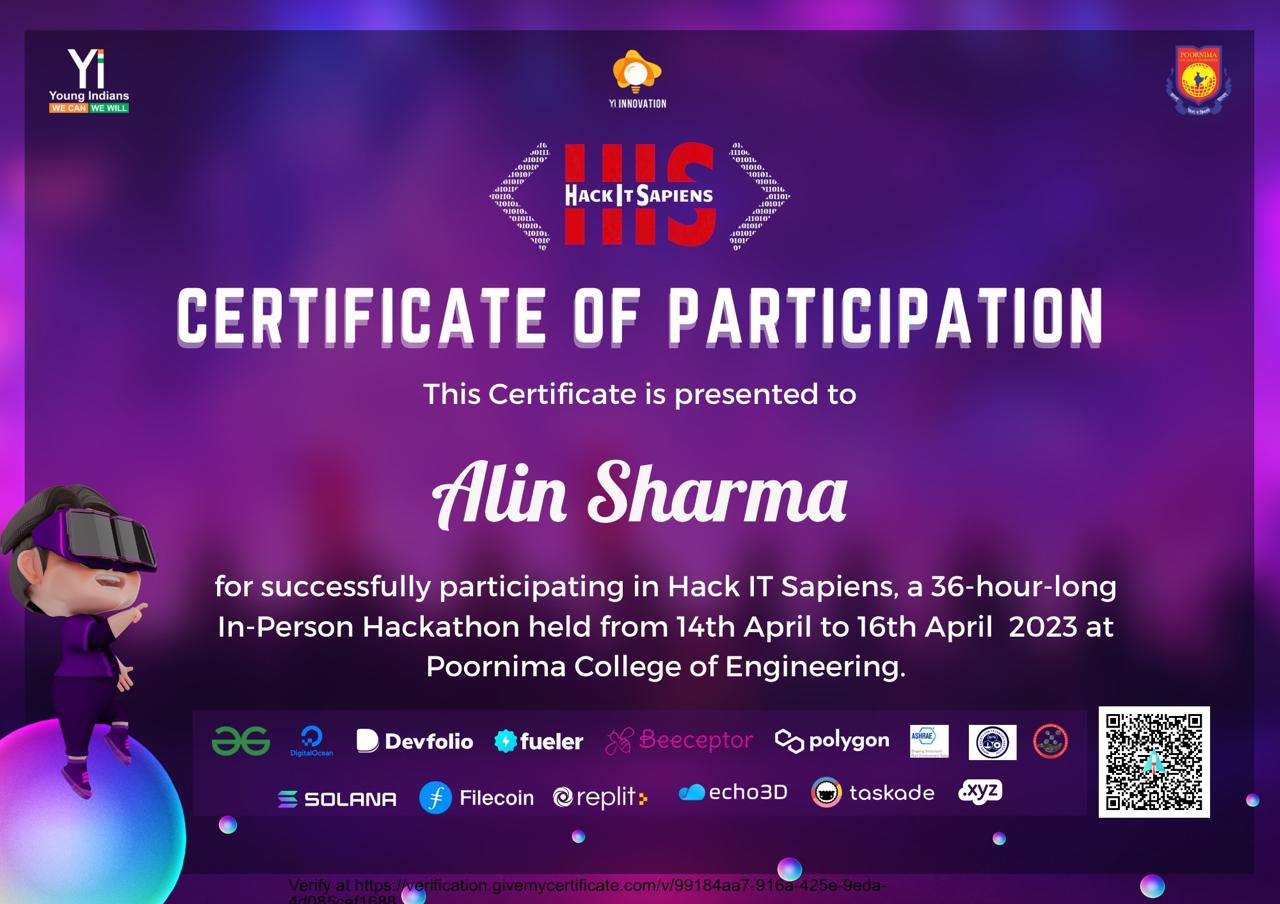 Yi
Young Indians
WE CAN WE WILL
Yi INNOVATION
POORNIMA
HIS
HACK IT SAPIENS
CERTIFICATE OF PARTICIPATION
This Certificate is presented to
Alin Sharma
for successfully participating in Hack IT Sapiens, a 36-hour-long
In-Person Hackathon held from 14th April to 16th April 2023 at
Poornima College of Engineering.
DigitalOcean Devfolio fueler Beeceptor polygon ASHRAE
SOLANA Filecoin replit echo3D taskade .xyz
Verify at https://verification.givemycertificate.com/v/99184aa7-916a-425e-9eda-
4d085cef1688